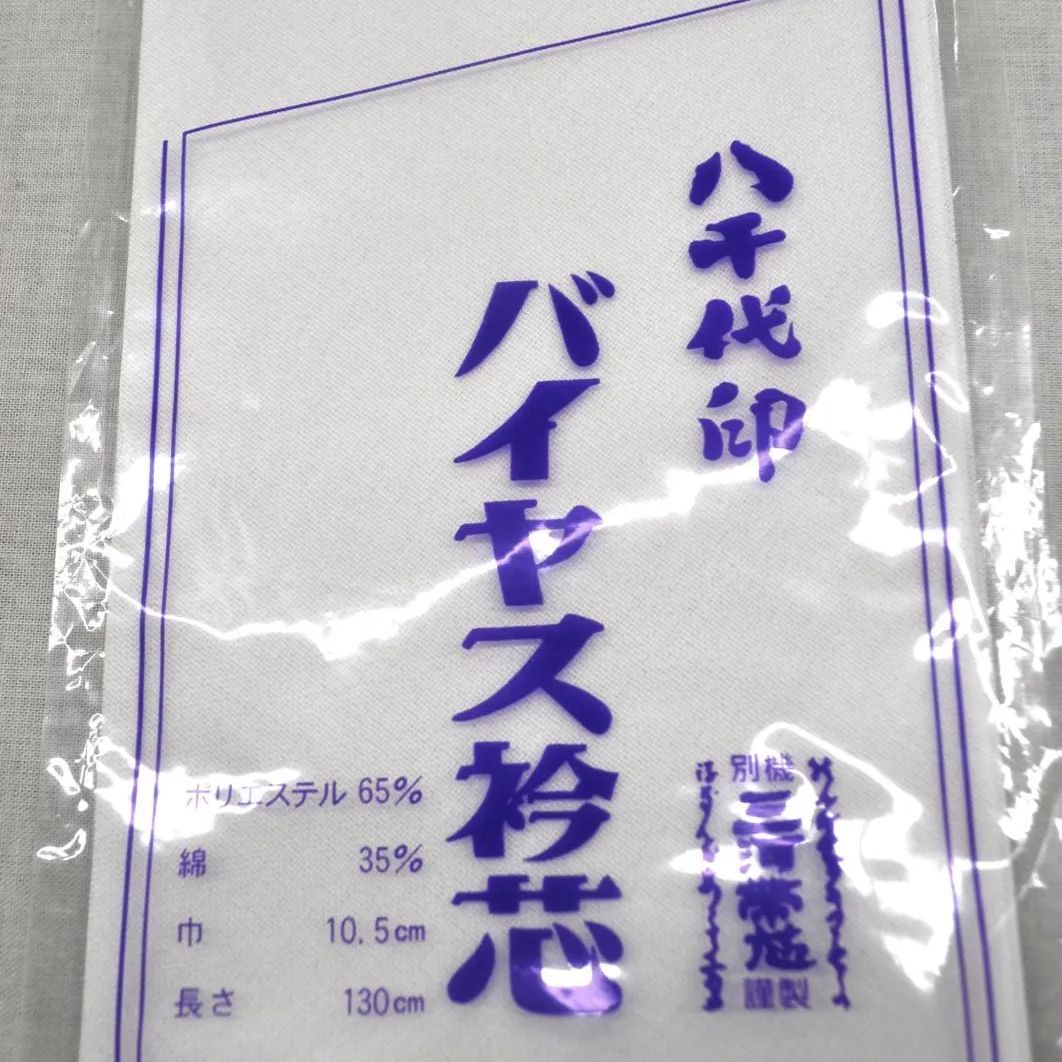 八千代印
バイヤス衿芯
ポリエステル 65%
綿 35%
巾 10.5cm
長さ 130cm
別機
謹製